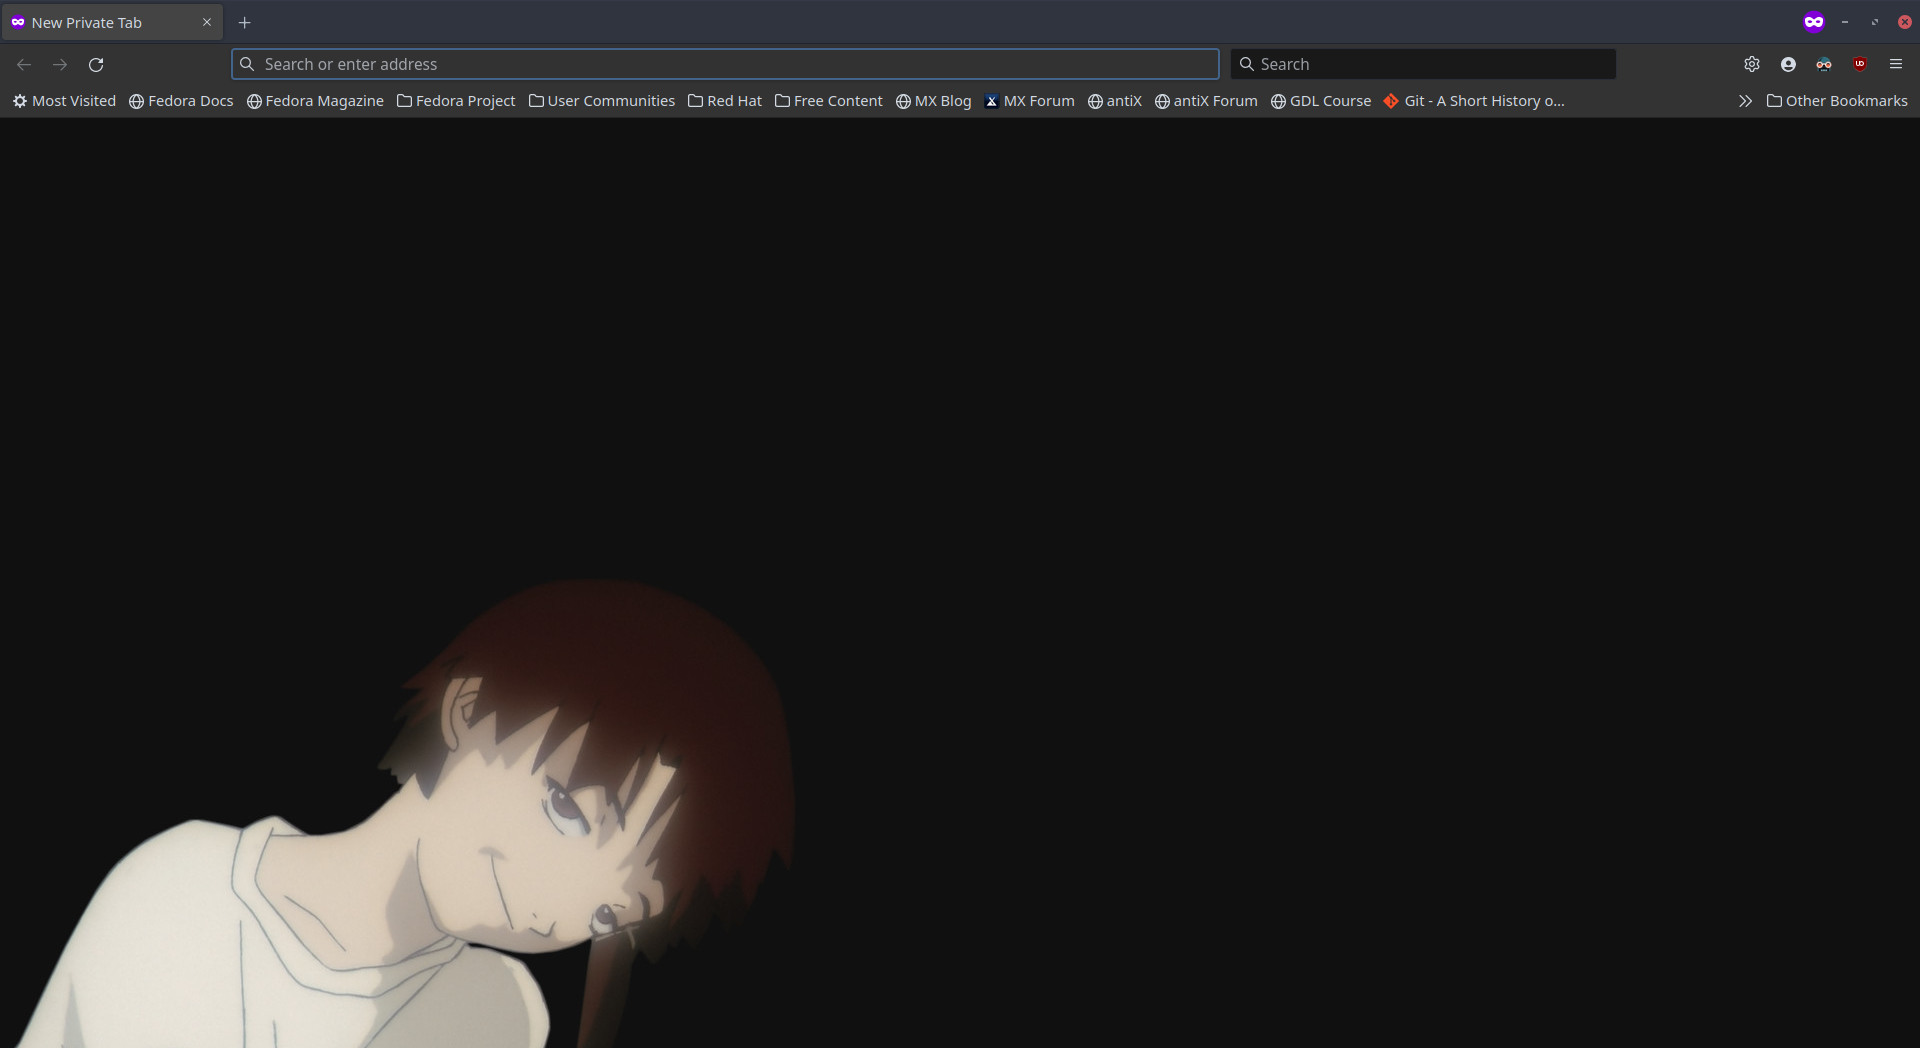 New Private Tab
Search or enter address Search
Most Visited Fedora Docs Fedora Magazine Fedora Project User Communities Red Hat Free Content MX Blog MX Forum antiX antiX Forum GDL Course Git - A Short History o... Other Bookmarks